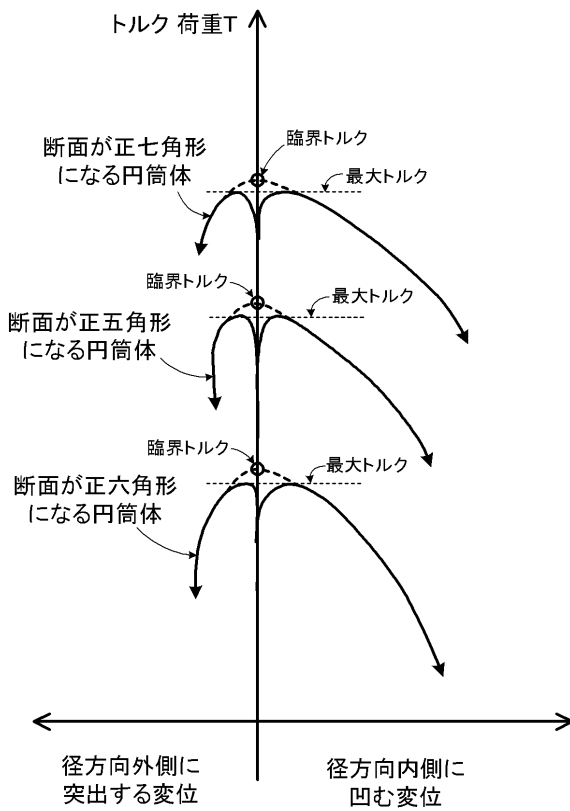 トルク 荷重T
臨界トルク
断面が正七角形
になる円筒体
最大トルク
臨界トルク
最大トルク
断面が正五角形
になる円筒体
臨界トルク
最大トルク
断面が正六角形
になる円筒体
径方向外側に
突出する変位
径方向内側に
凹む変位